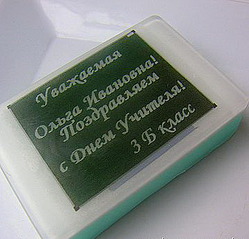 Уважаемая
Ольга Ивановна!
Поздравляем
с Днем Учителя!
3 Б класс